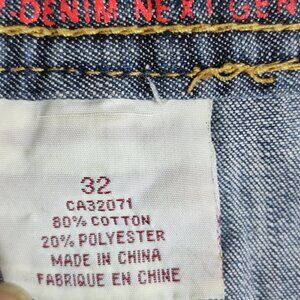 DENIM NEXT GEN
32
CA32071
80% COTTON
20% POLYESTER
MADE IN CHINA
FABRIQUE EN CHINE